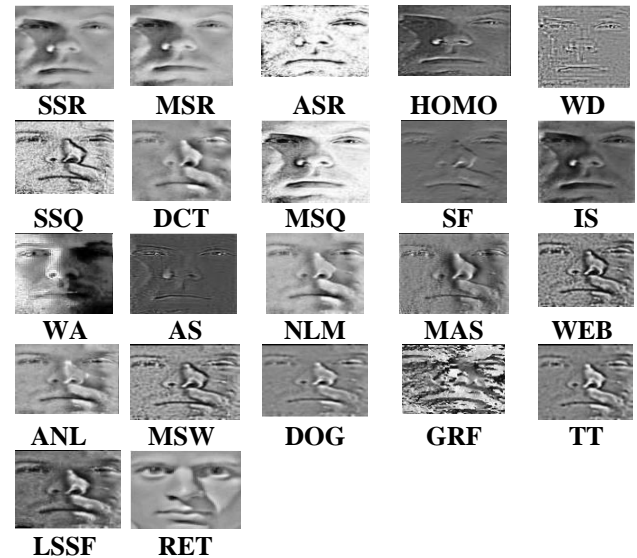 SSR MSR ASR HOMO WD
SSQ DCT MSQ SF IS
WA AS NLM MAS WEB
ANL MSW DOG GRF TT
LSSF RET